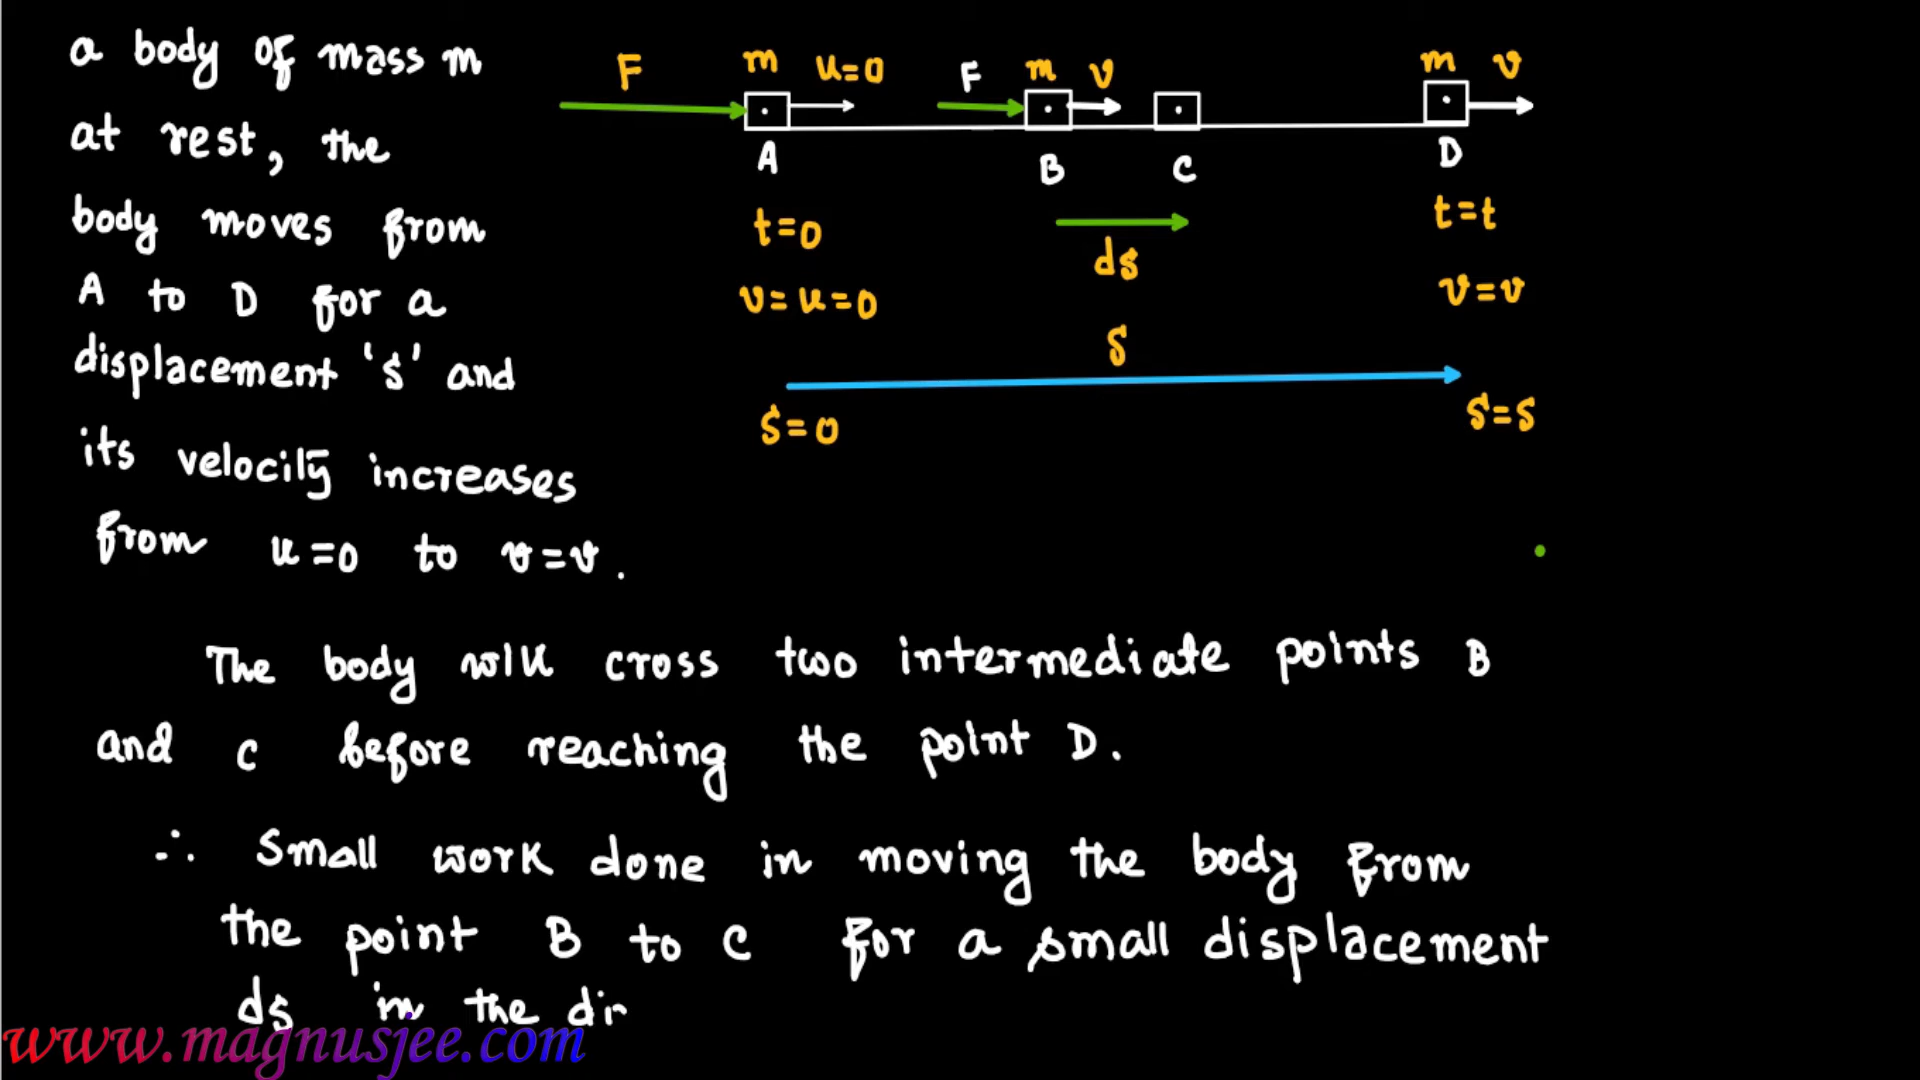 a body of mass m
at rest, the
body moves from
A to D for a
displacement 's' and
its velocity increases
from u=0 to v=v.
F m u=0 F m v m v
A B C D
t=0 ds t=t
v=u=0 v=v
s
s=0 s=s
The body will cross two intermediate points B
and C before reaching the point D.
∴ Small work done in moving the body from
the point B to C for a small displacement
ds in the dir
www.magnusjee.com